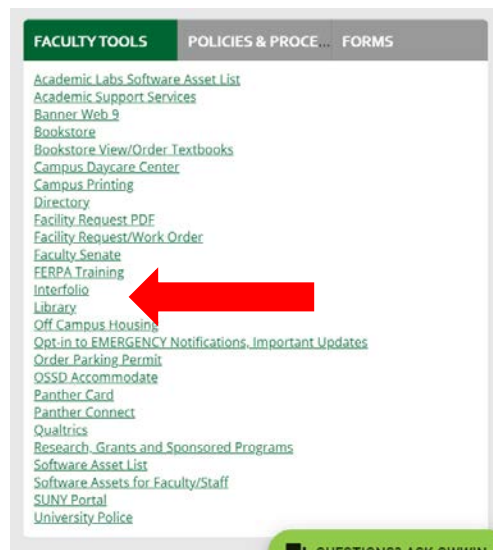 FACULTY TOOLS POLICIES & PROCE... FORMS
Academic Labs Software Asset List
Academic Support Services
Banner Web 9
Bookstore
Bookstore View/Order Textbooks
Campus Daycare Center
Campus Printing
Directory
Facility Request PDF
Facility Request/Work Order
Faculty Senate
FERPA Training
Interfolio
Library
Off Campus Housing
Opt-in to EMERGENCY Notifications, Important Updates
Order Parking Permit
OSSD Accommodate
Panther Card
Panther Connect
Qualtrics
Research, Grants and Sponsored Programs
Software Asset List
Software Assets for Faculty/Staff
SUNY Portal
University Police
QUESTIONS? ASK